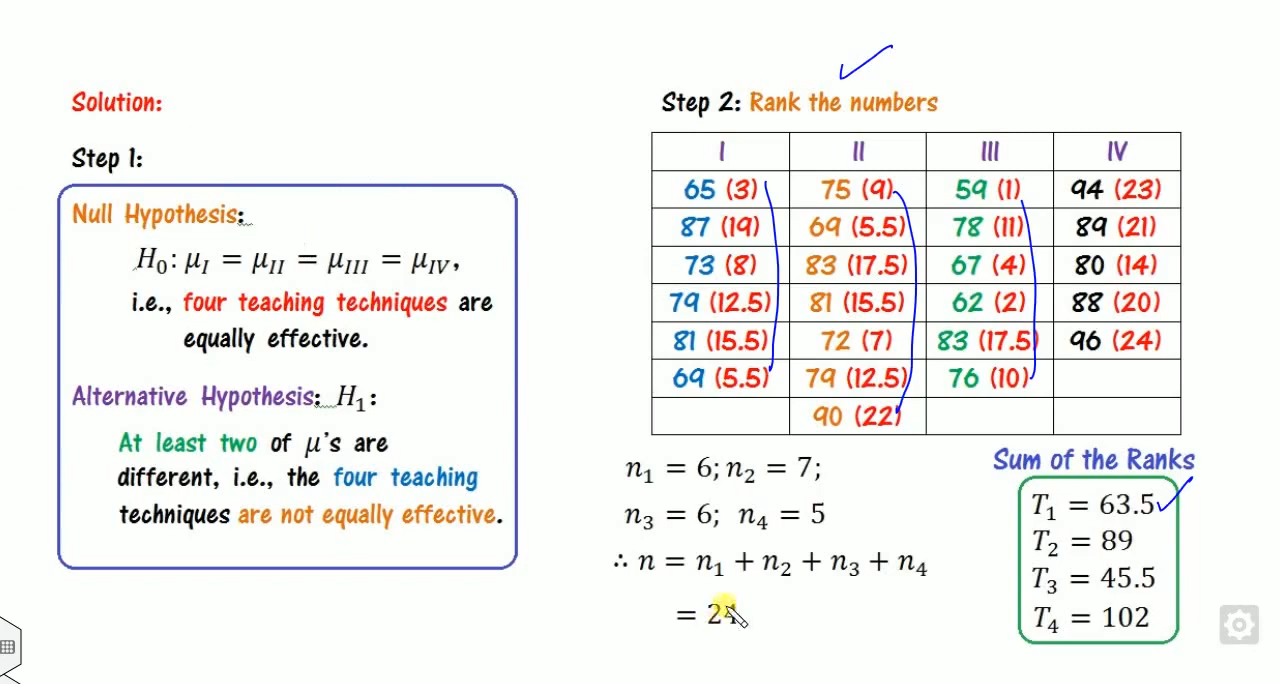 Solution:
Step 1:
Null Hypothesis:
H₀: μ_I = μ_II = μ_III = μ_IV,
i.e., four teaching techniques are
equally effective.
Alternative Hypothesis: H₁:
At least two of μ's are
different, i.e., the four teaching
techniques are not equally effective.
Step 2: Rank the numbers
I II III IV
65 (3) 75 (9) 59 (1) 94 (23)
87 (19) 69 (5.5) 78 (11) 89 (21)
73 (8) 83 (17.5) 67 (4) 80 (14)
79 (12.5) 81 (15.5) 62 (2) 88 (20)
81 (15.5) 72 (7) 83 (17.5) 96 (24)
69 (5.5) 79 (12.5) 76 (10)
90 (22)
n₁ = 6; n₂ = 7;
n₃ = 6; n₄ = 5
∴ n = n₁ + n₂ + n₃ + n₄
= 24
Sum of the Ranks
T₁ = 63.5
T₂ = 89
T₃ = 45.5
T₄ = 102